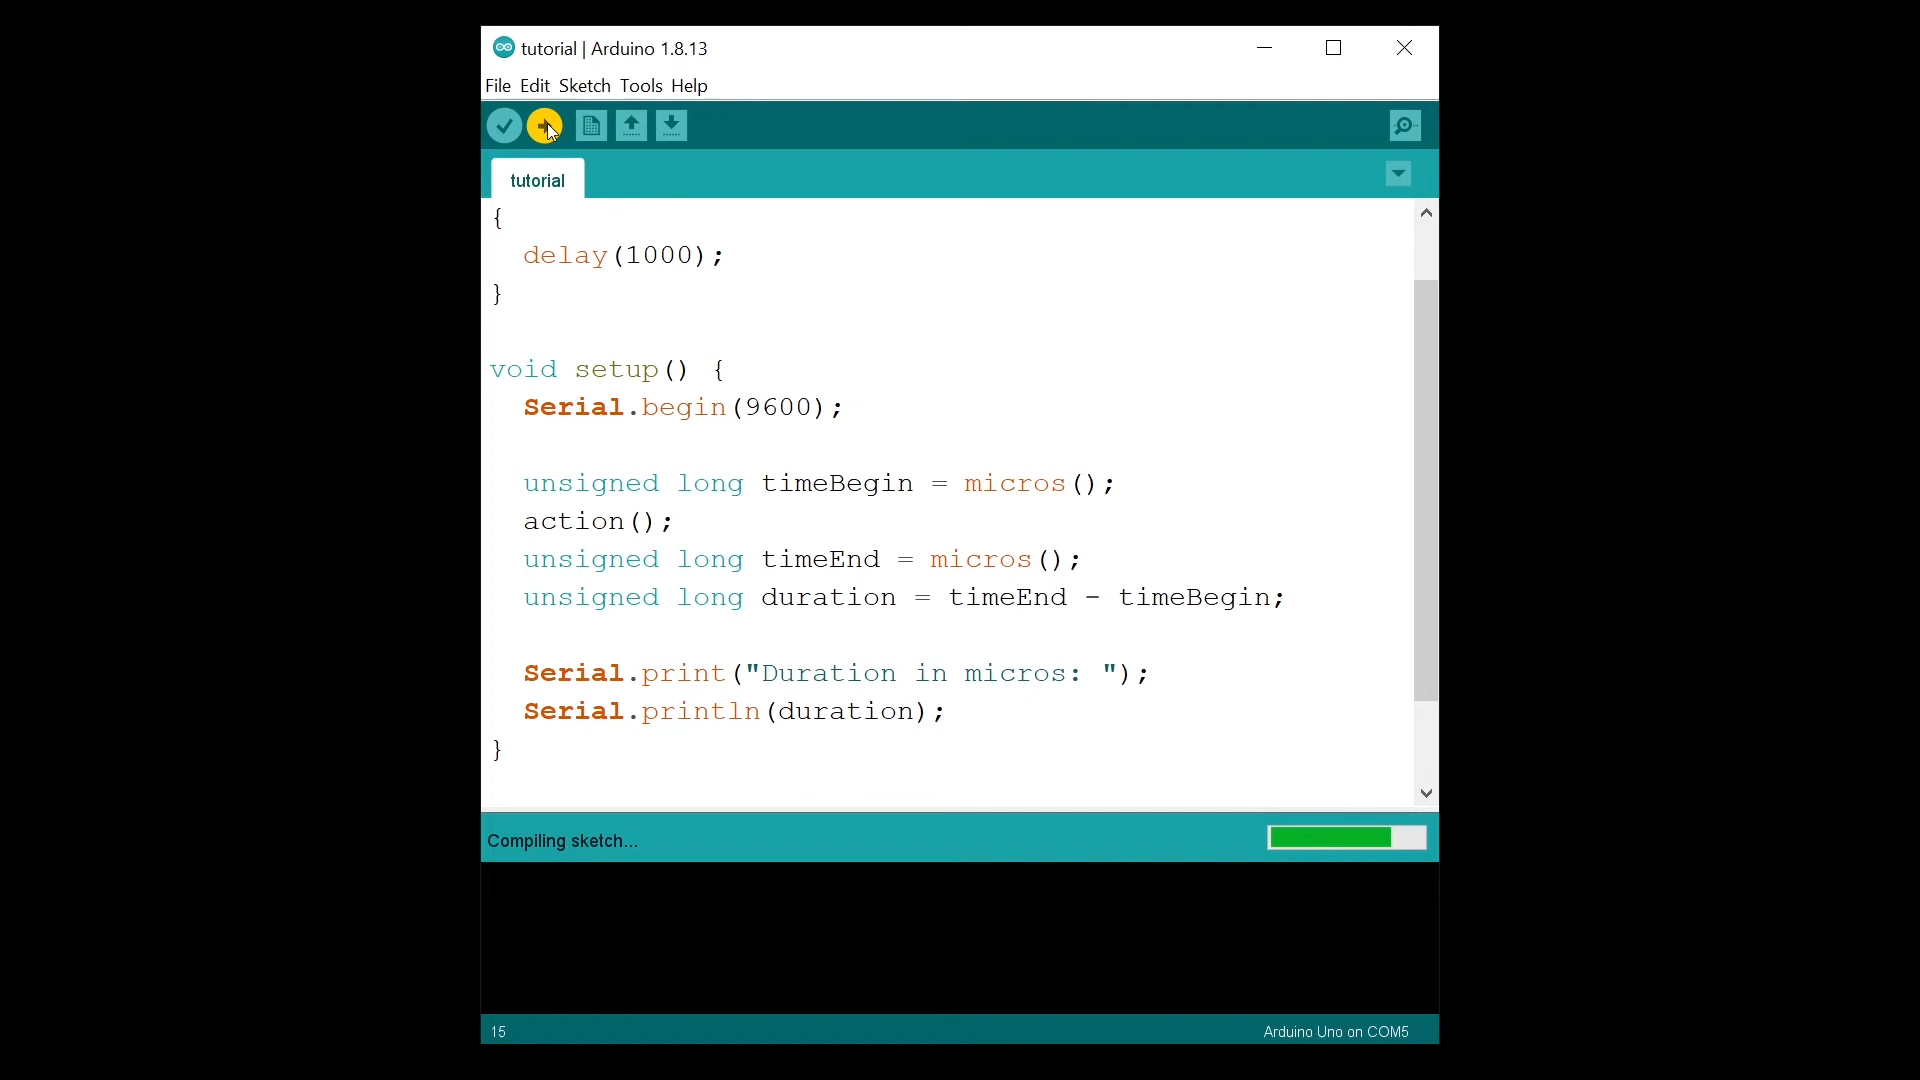 tutorial | Arduino 1.8.13
File Edit Sketch Tools Help
tutorial
{
  delay(1000);
}
void setup() {
  Serial.begin(9600);
  unsigned long timeBegin = micros();
  action();
  unsigned long timeEnd = micros();
  unsigned long duration = timeEnd - timeBegin;
  Serial.print("Duration in micros: ");
  Serial.println(duration);
}
Compiling sketch...
15
Arduino Uno on COM5